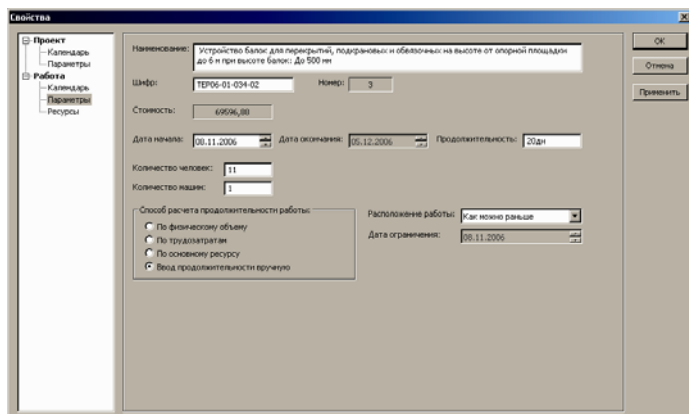 Свойства
Проект
Календарь
Параметры
Работа
Календарь
Параметры
Ресурсы
Наименование: Устройство балок для перекрытий, подкрановых и обвязочных на высоте от опорной площадки
до 6 м при высоте балок: До 500 мм
Шифр: ТЕР06-01-034-02 Номер: 3
Стоимость: 69596,88
Дата начала: 08.11.2006 Дата окончания: 05.12.2006 Продолжительность: 20дн
Количество человек: 11
Количество машин: 1
Способ расчета продолжительности работы:
По физическому объему
По трудозатратам
По основному ресурсу
Ввод продолжительности вручную
Расположение работы: Как можно раньше
Дата ограничения: 08.11.2006
ОК
Отмена
Применить